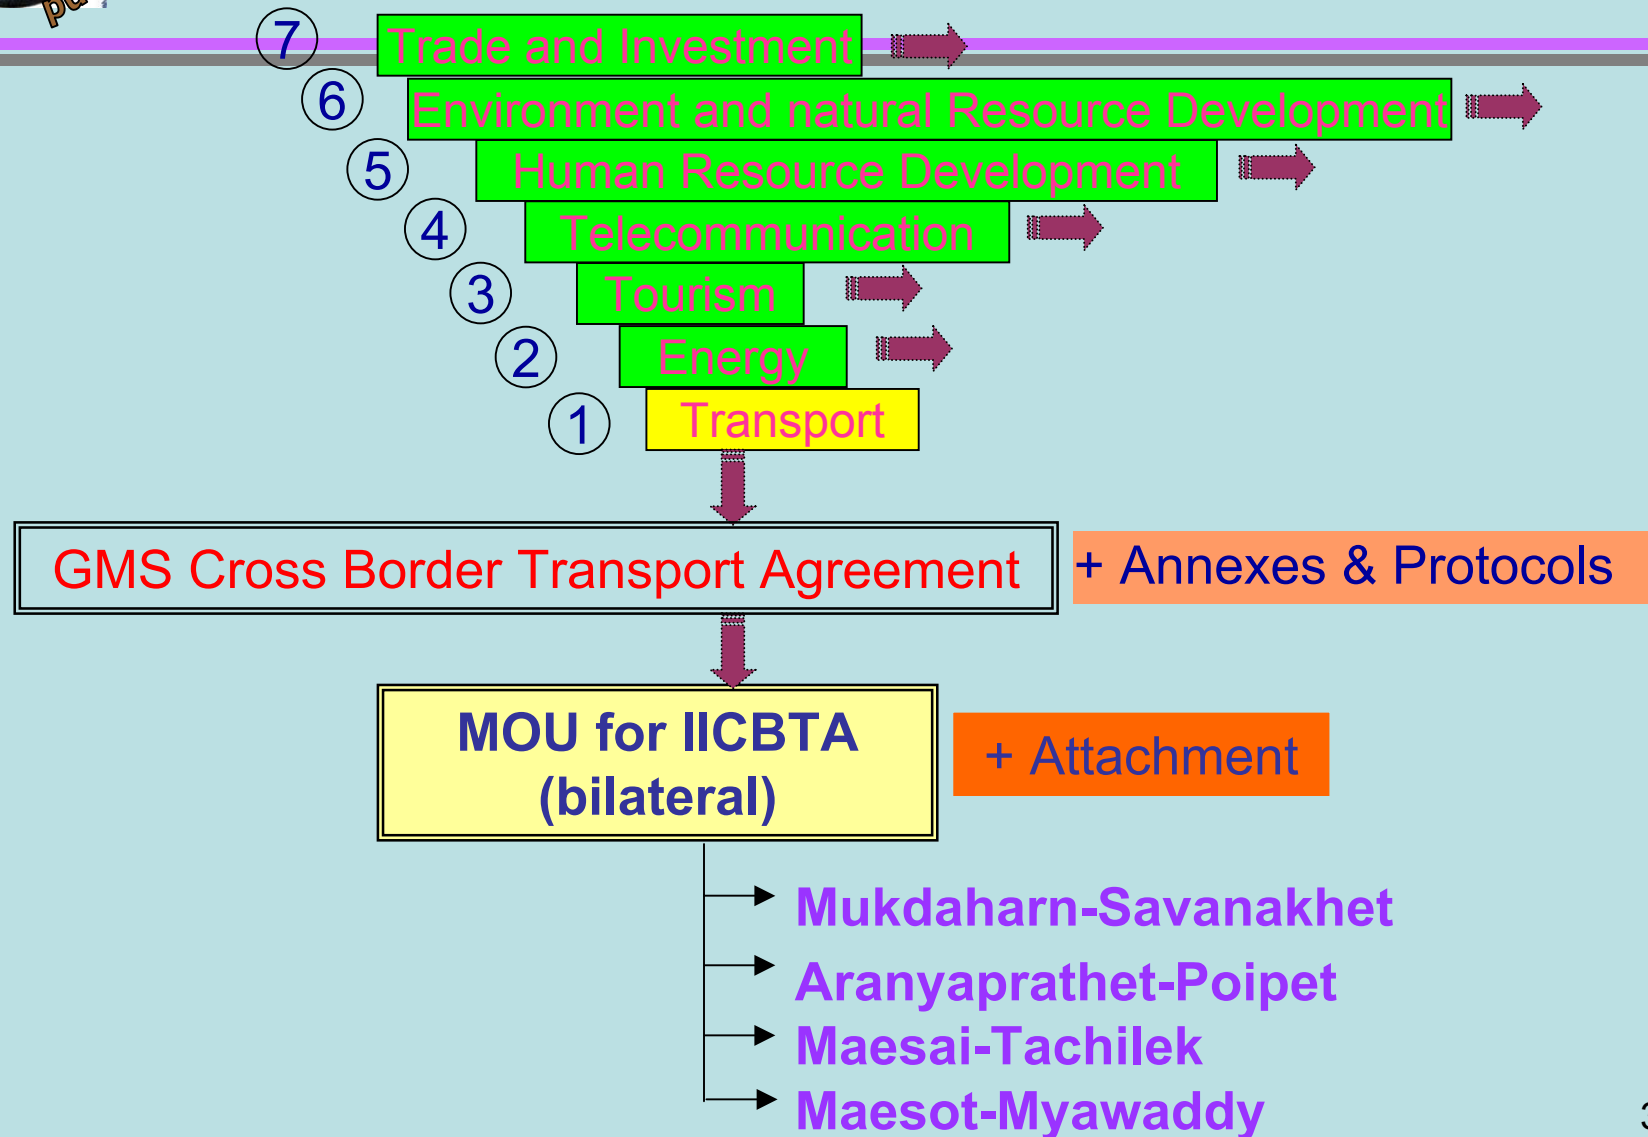 7 Trade and Investment
6 Environment and natural Resource Development
5 Human Resource Development
4 Telecommunication
3 Tourism
2 Energy
1 Transport
GMS Cross Border Transport Agreement + Annexes & Protocols
MOU for IICBTA
(bilateral)
+ Attachment
Mukdaharn-Savanakhet
Aranyaprathet-Poipet
Maesai-Tachilek
Maesot-Myawaddy